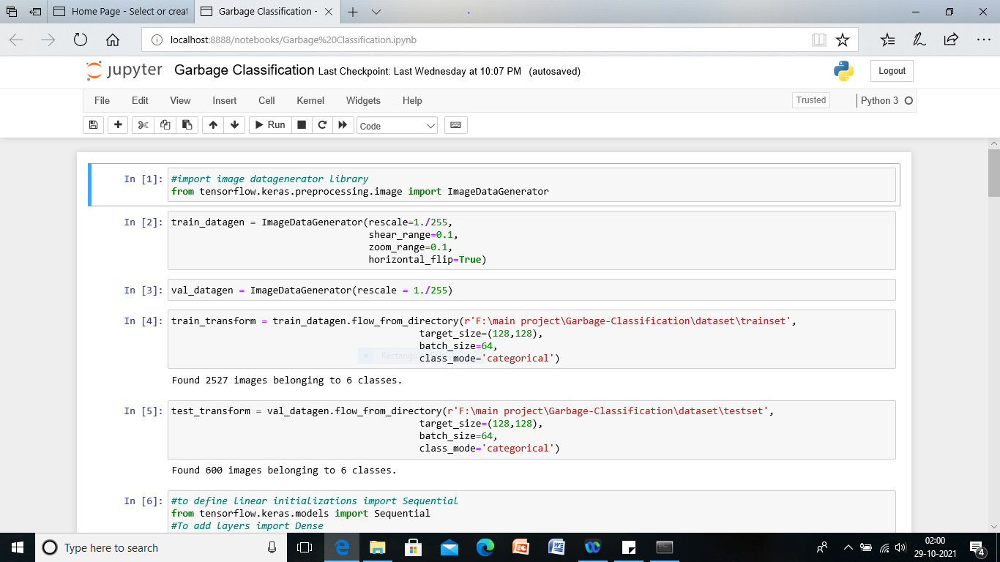 Home Page - Select or creat
Garbage Classification -
localhost:8888/notebooks/Garbage%20Classification.ipynb
jupyter Garbage Classification Last Checkpoint: Last Wednesday at 10:07 PM (autosaved)
Logout
File Edit View Insert Cell Kernel Widgets Help
Trusted
Python 3
Run
Code
In [1]: #import image datagenerator library
from tensorflow.keras.preprocessing.image import ImageDataGenerator
In [2]: train_datagen = ImageDataGenerator(rescale=1./255,
shear_range=0.1,
zoom_range=0.1,
horizontal_flip=True)
In [3]: val_datagen = ImageDataGenerator(rescale = 1./255)
In [4]: train_transform = train_datagen.flow_from_directory(r'F:\main project\Garbage-Classification\dataset\trainset',
target_size=(128,128),
batch_size=64,
class_mode='categorical')
Found 2527 images belonging to 6 classes.
In [5]: test_transform = val_datagen.flow_from_directory(r'F:\main project\Garbage-Classification\dataset\testset',
target_size=(128,128),
batch_size=64,
class_mode='categorical')
Found 600 images belonging to 6 classes.
In [6]: #to define linear initializations import Sequential
from tensorflow.keras.models import Sequential
#To add layers import Dense
Type here to search
02:00
29-10-2021
4